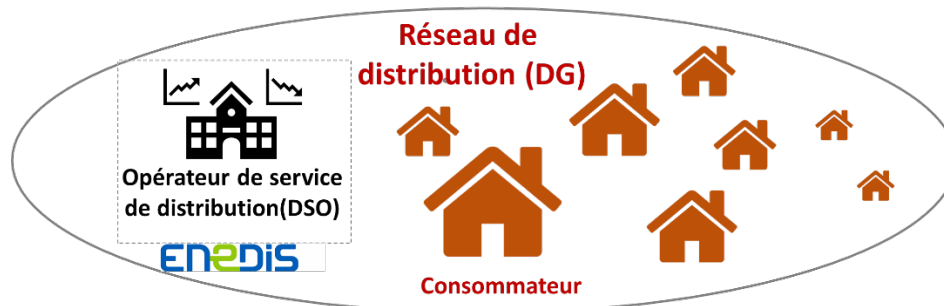 Réseau de
distribution (DG)
Opérateur de service
de distribution(DSO)
enedis
Consommateur